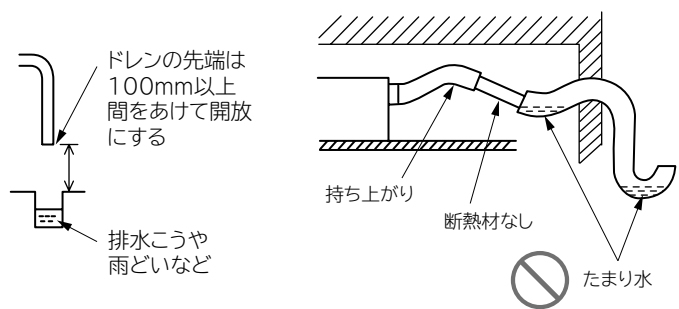 ドレンの先端は
100mm以上
間をあけて開放
にする
排水こうや
雨どいなど
持ち上がり
断熱材なし
たまり水